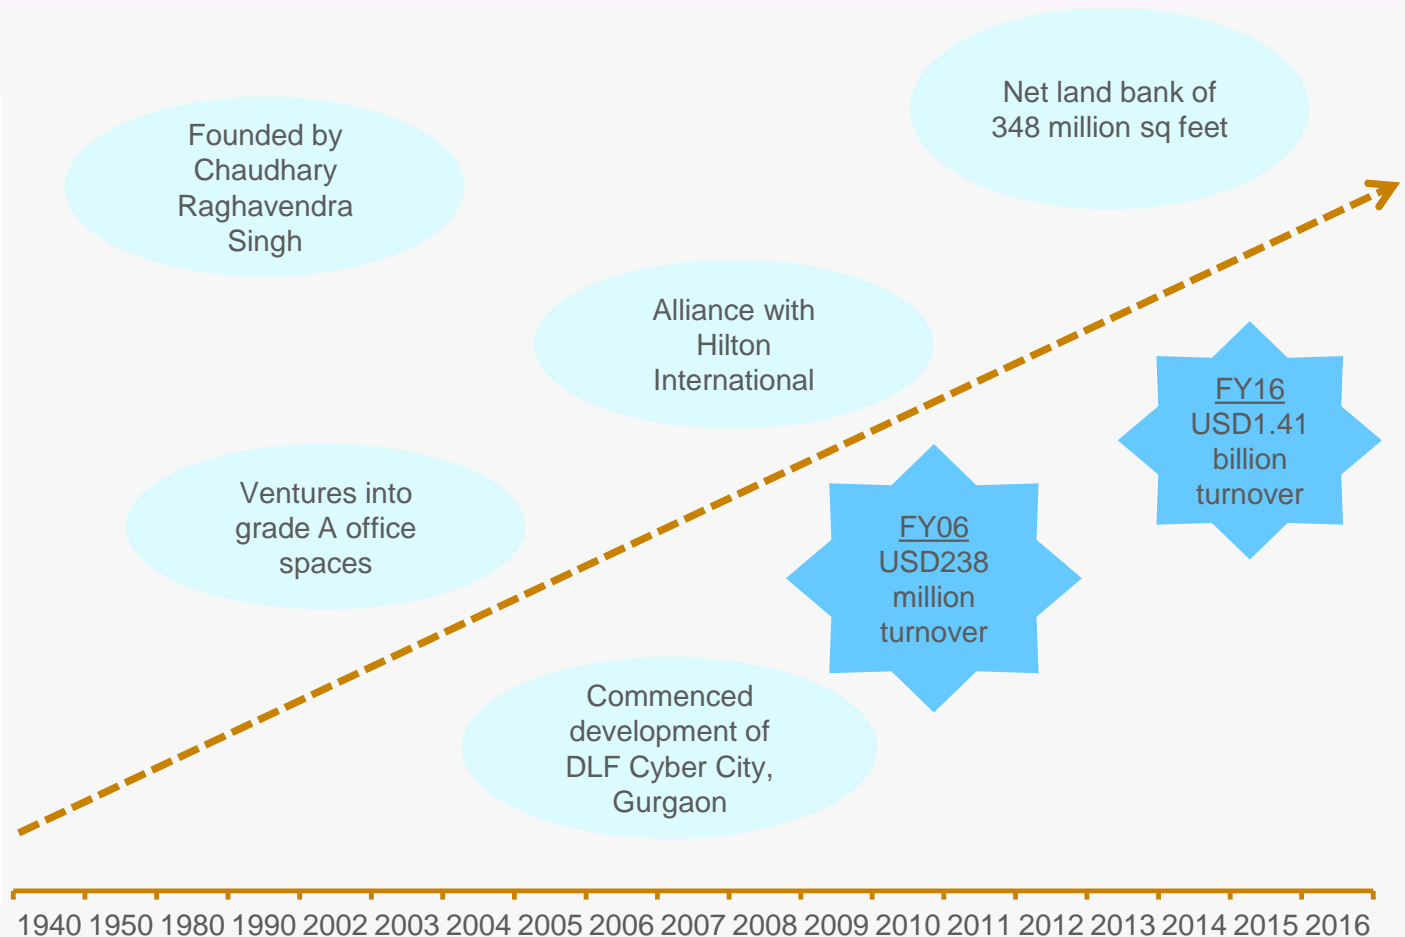 Net land bank of
348 million sq feet
Founded by
Chaudhary
Raghavendra
Singh
Alliance with
Hilton
International
FY16
USD1.41
billion
turnover
Ventures into
grade A office
spaces
FY06
USD238
million
turnover
Commenced
development of
DLF Cyber City,
Gurgaon
1940 1950 1980 1990 2002 2003 2004 2005 2006 2007 2008 2009 2010 2011 2012 2013 2014 2015 2016